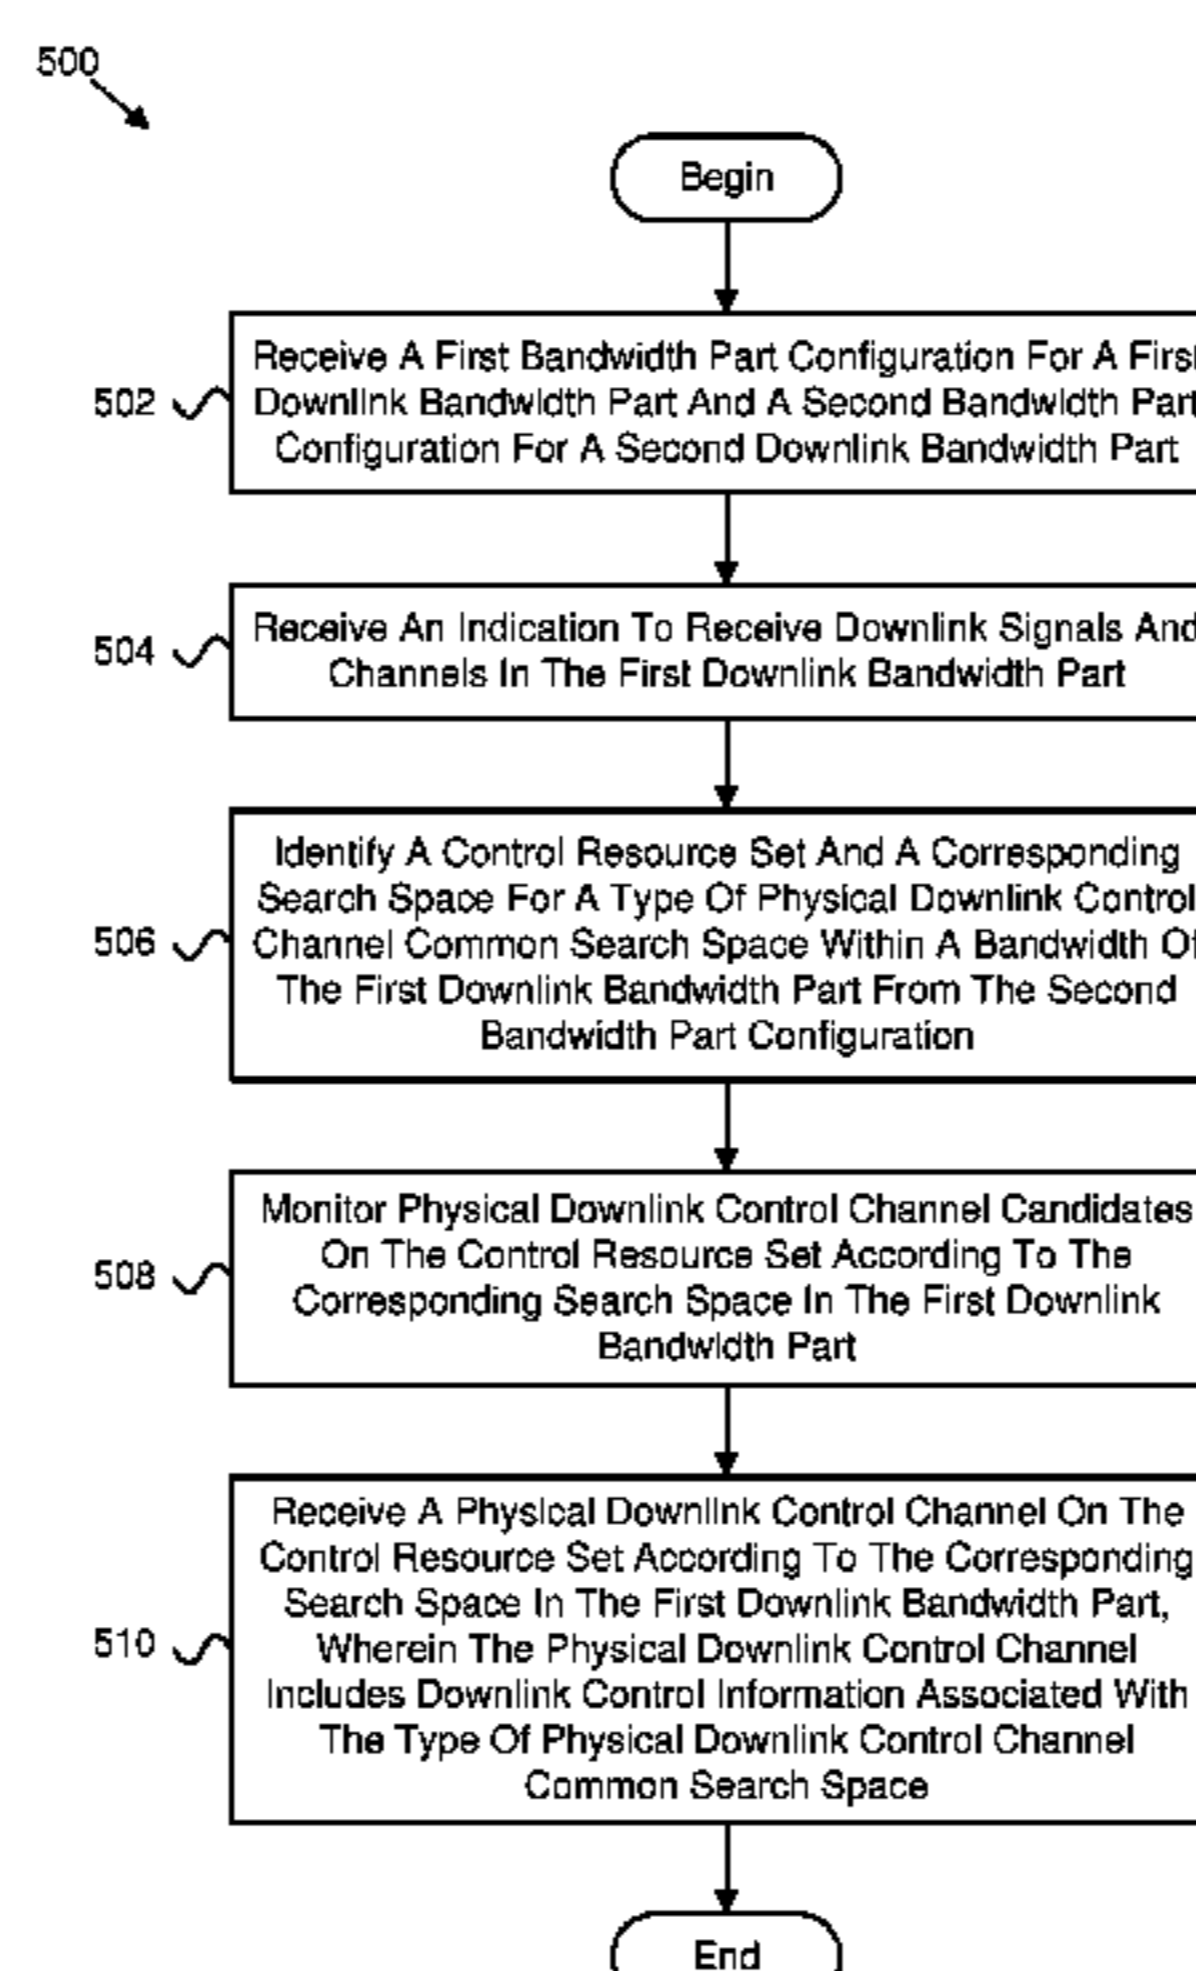 500
Begin
Receive A First Bandwidth Part Configuration For A First
502
Downlink Bandwidth Part And A Second Bandwidth Part
Configuration For A Second Downlink Bandwidth Part
Receive An Indication To Receive Downlink Signals And
504
Channels In The First Downlink Bandwidth Part
Identify A Control Resource Set And A Corresponding
Search Space For A Type Of Physical Downlink Control
506
Channel Common Search Space Within A Bandwidth Of
The First Downlink Bandwidth Part From The Second
Bandwidth Part Configuration
Monitor Physical Downlink Control Channel Candidates
On The Control Resource Set According To The
508
Corresponding Search Space In The First Downlink
Bandwidth Part
Receive A Physical Downlink Control Channel On The
Control Resource Set According To The Corresponding
Search Space In The First Downlink Bandwidth Part,
510
Wherein The Physical Downlink Control Channel
Includes Downlink Control Information Associated With
The Type Of Physical Downlink Control Channel
Common Search Space
End